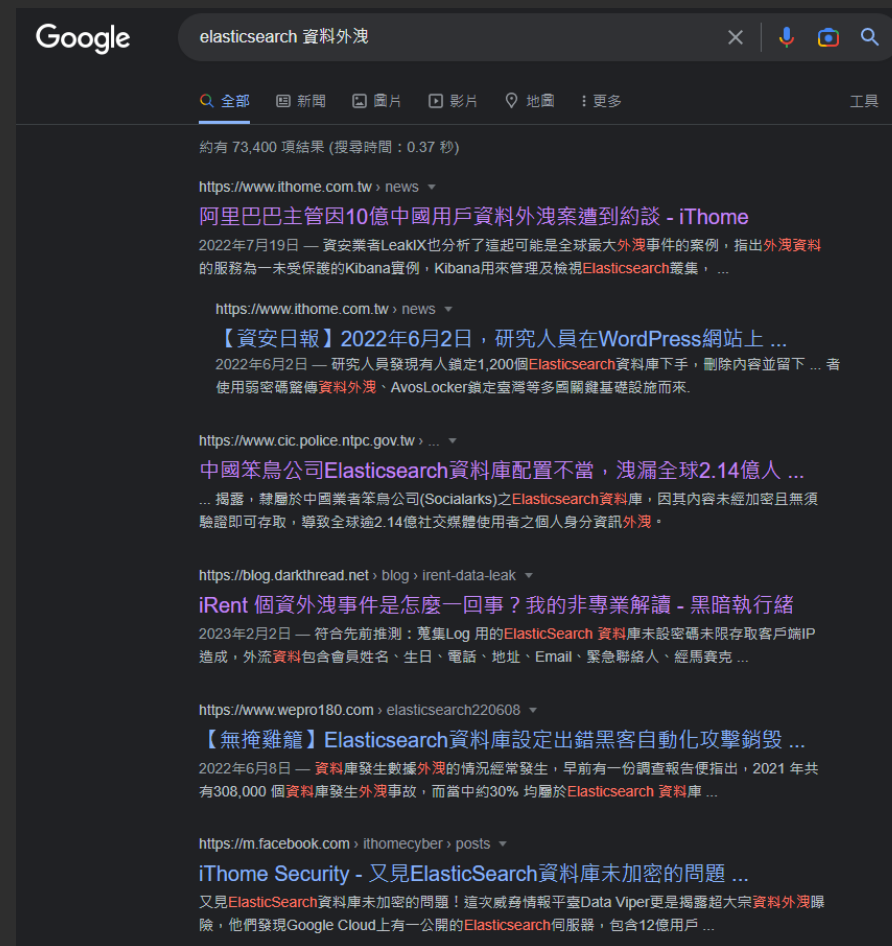 Google
elasticsearch 資料外洩
全部 新聞 圖片 影片 地圖 更多 工具
約有 73,400 項結果 (搜尋時間：0.37 秒)
https://www.ithome.com.tw › news
阿里巴巴主管因10億中國用戶資料外洩案遭到約談 - iThome
2022年7月19日 — 資安業者LeakIX也分析了這起可能是全球最大外洩事件的案例，指出外洩資料
的服務為一未受保護的Kibana實例，Kibana用來管理及檢視Elasticsearch叢集， ...
https://www.ithome.com.tw › news
【資安日報】2022年6月2日，研究人員在WordPress網站上 ...
2022年6月2日 — 研究人員發現有人鎖定1,200個Elasticsearch資料庫下手，刪除內容並留下 ... 者
使用弱密碼驚傳資料外洩、AvosLocker鎖定臺灣等多國關鍵基礎設施而來.
https://www.cic.police.ntpc.gov.tw › ...
中國笨鳥公司Elasticsearch資料庫配置不當，洩漏全球2.14億人 ...
... 揭露，隸屬於中國業者笨鳥公司(Socialarks)之Elasticsearch資料庫，因其內容未經加密且無須
驗證即可存取，導致全球逾2.14億社交媒體使用者之個人身分資訊外洩。
https://blog.darkthread.net › blog › irent-data-leak
iRent 個資外洩事件是怎麼一回事？我的非專業解讀 - 黑暗執行緒
2023年2月2日 — 符合先前推測：蒐集Log 用的ElasticSearch 資料庫未設密碼未限存取客戶端IP
造成，外流資料包含會員姓名、生日、電話、地址、Email、緊急聯絡人、經馬賽克 ...
https://www.wepro180.com › elasticsearch220608
【無掩雞籠】Elasticsearch資料庫設定出錯黑客自動化攻擊銷毀 ...
2022年6月8日 — 資料庫發生數據外洩的情況經常發生，早前有一份調查報告便指出，2021 年共
有308,000 個資料庫發生外洩事故，而當中約30% 均屬於Elasticsearch 資料庫 ...
https://m.facebook.com › ithomecyber › posts
iThome Security - 又見ElasticSearch資料庫未加密的問題 ...
又見ElasticSearch資料庫未加密的問題！這次威脅情報平臺Data Viper更是揭露超大宗資料外洩曝
險，他們發現Google Cloud上有一公開的Elasticsearch伺服器，包含12億用戶 ...